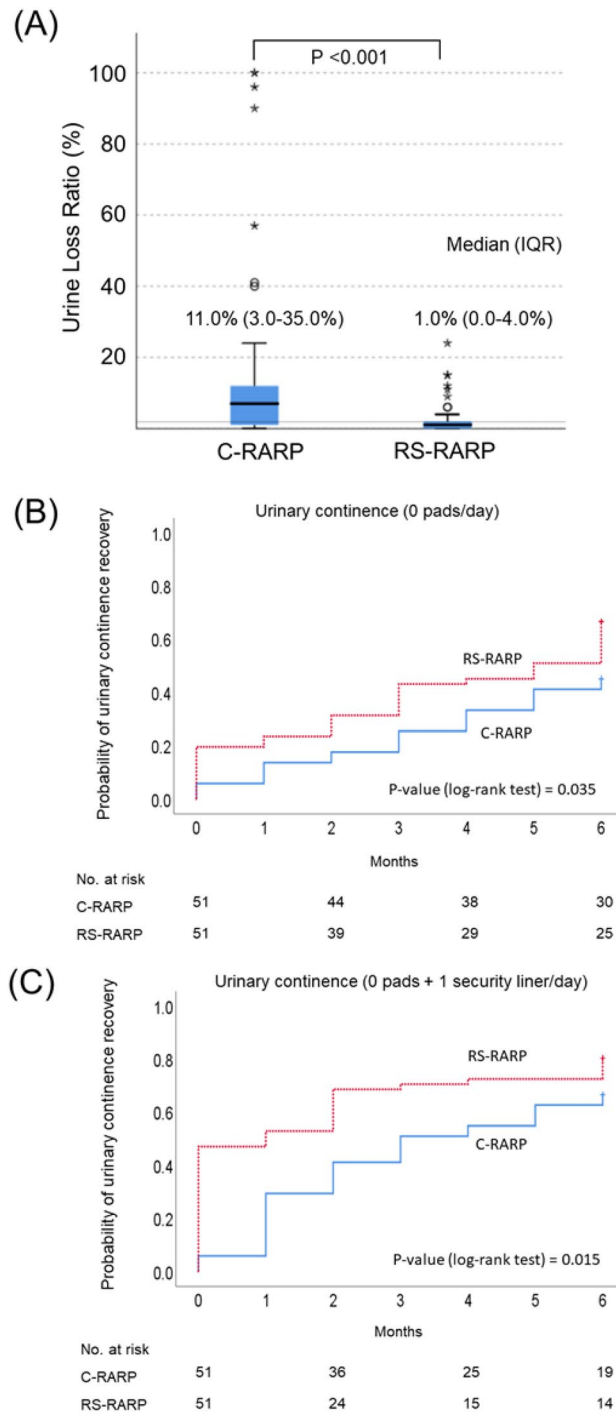 (A)
P <0.001
Urine Loss Ratio (%)
100
80
60
40
20
Median (IQR)
11.0% (3.0-35.0%) 1.0% (0.0-4.0%)
C-RARP RS-RARP
(B)
Urinary continence (0 pads/day)
Probability of urinary continence recovery
1.0
0.8
0.6
0.4
0.2
0.0
RS-RARP
C-RARP
P-value (log-rank test) = 0.035
0 1 2 3 4 5 6
Months
No. at risk
C-RARP 51 44 38 30
RS-RARP 51 39 29 25
(C)
Urinary continence (0 pads + 1 security liner/day)
Probability of urinary continence recovery
1.0
0.8
0.6
0.4
0.2
0.0
RS-RARP
C-RARP
P-value (log-rank test) = 0.015
0 1 2 3 4 5 6
Months
No. at risk
C-RARP 51 36 25 19
RS-RARP 51 24 15 14